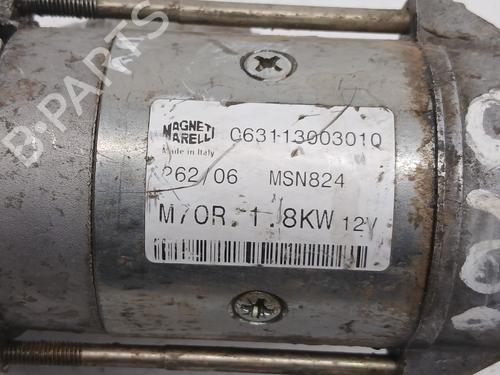 B-PARTS
MAGNETI MARELLI
063113003010
Made in Italy
262/06 MSN824
M70R 1.8KW 12V